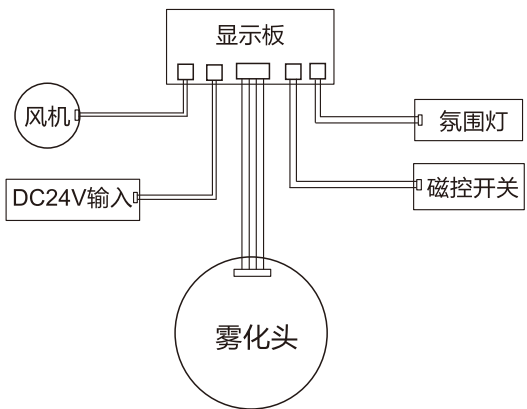 显示板
风机
氛围灯
DC24V输入
磁控开关
雾化头